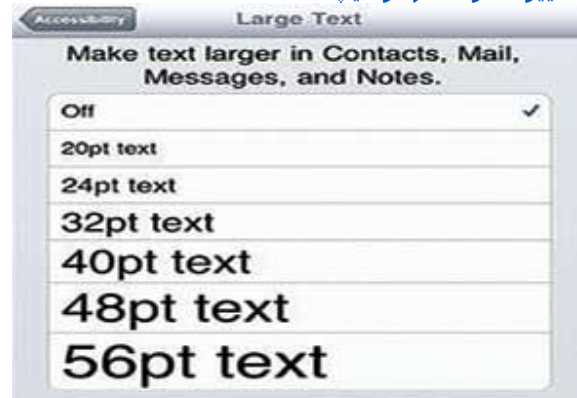 Accessibility
Large Text
Make text larger in Contacts, Mail,
Messages, and Notes.
Off
20pt text
24pt text
32pt text
40pt text
48pt text
56pt text